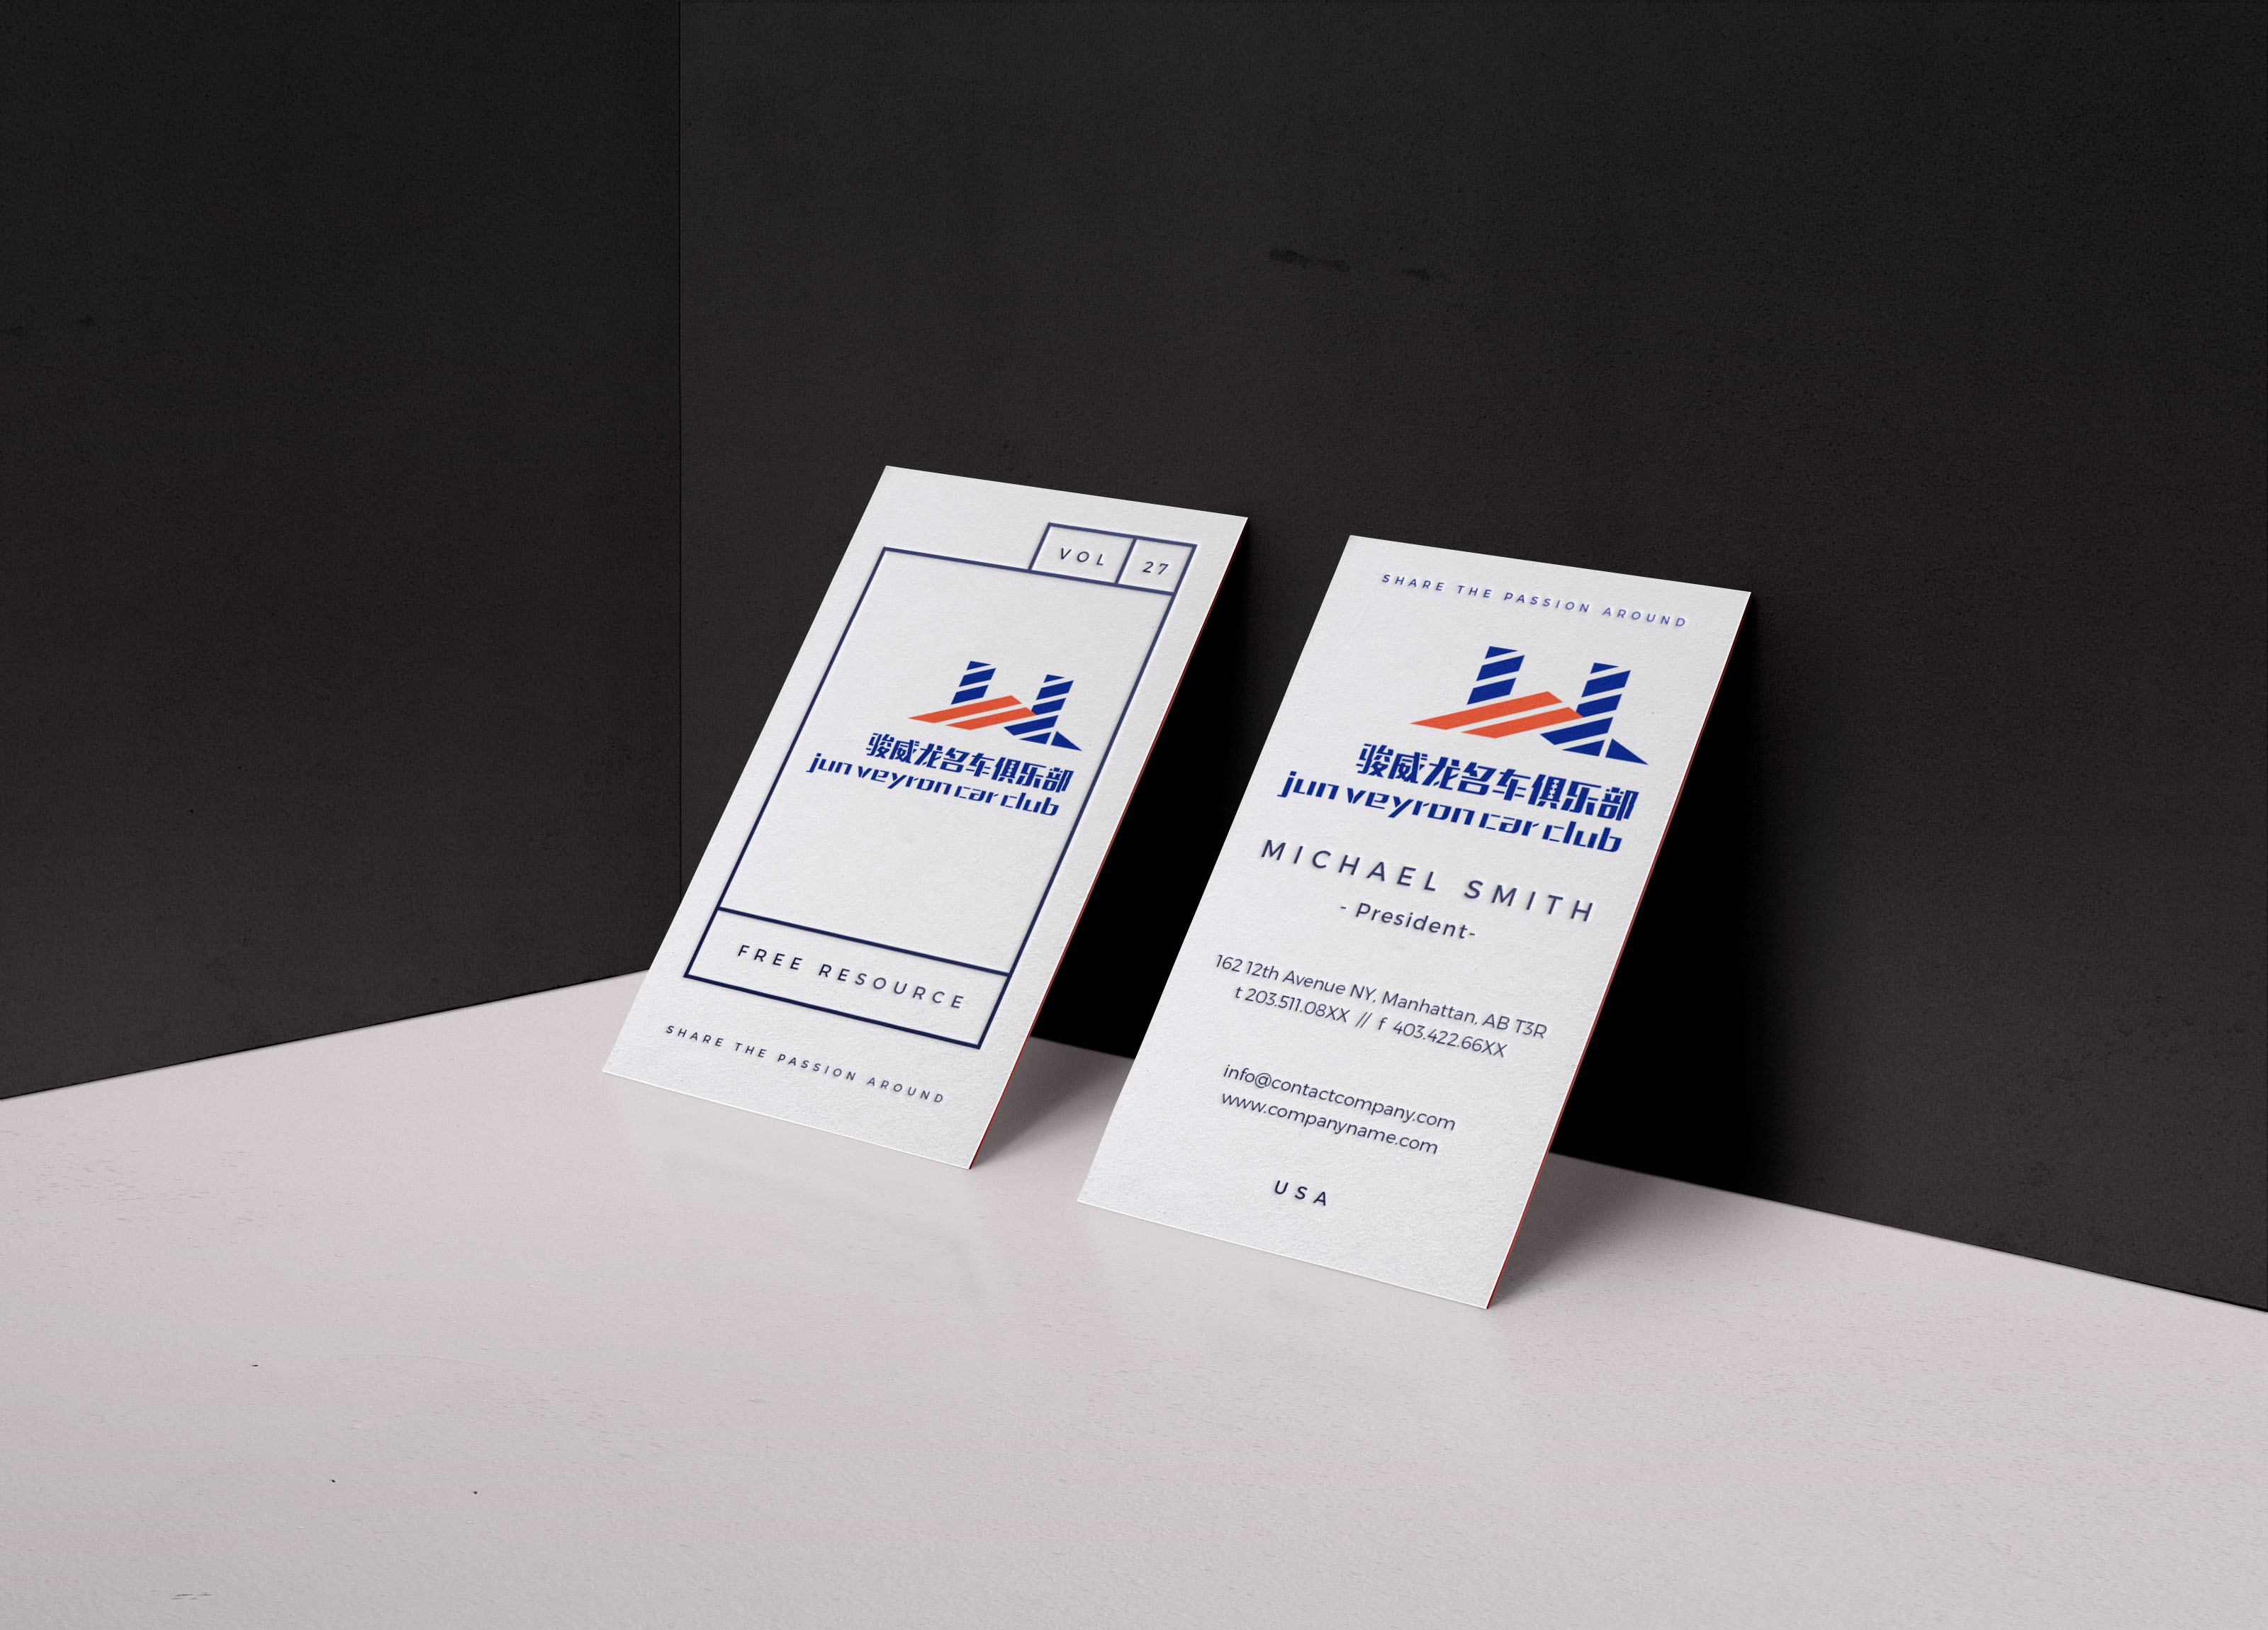 VOL 27
骏威龙名车俱乐部
jun veyron car club
FREE RESOURCE
SHARE THE PASSION AROUND
SHARE THE PASSION AROUND
骏威龙名车俱乐部
jun veyron car club
MICHAEL SMITH
- President-
162 12th Avenue NY, Manhattan, AB T3R
t 203.511.08XX // f 403.422.66XX
info@contactcompany.com
www.companyname.com
USA